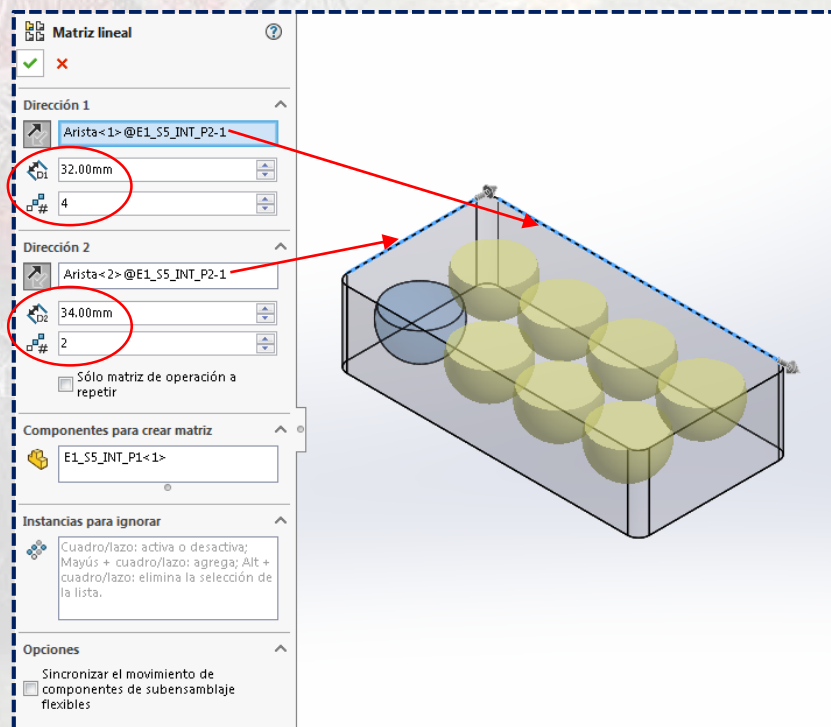 Matriz lineal
Dirección 1
Arista<1>@E1_S5_INT_P2-1
D1
32.00mm
#
4
Dirección 2
Arista<2>@E1_S5_INT_P2-1
D2
34.00mm
#
2
Sólo matriz de operación a
repetir
Componentes para crear matriz
E1_S5_INT_P1<1>
Instancias para ignorar
Cuadro/lazo: activa o desactiva;
Mayús + cuadro/lazo: agrega; Alt +
cuadro/lazo: elimina la selección de
la lista.
Opciones
Sincronizar el movimiento de
componentes de subensamblaje
flexibles